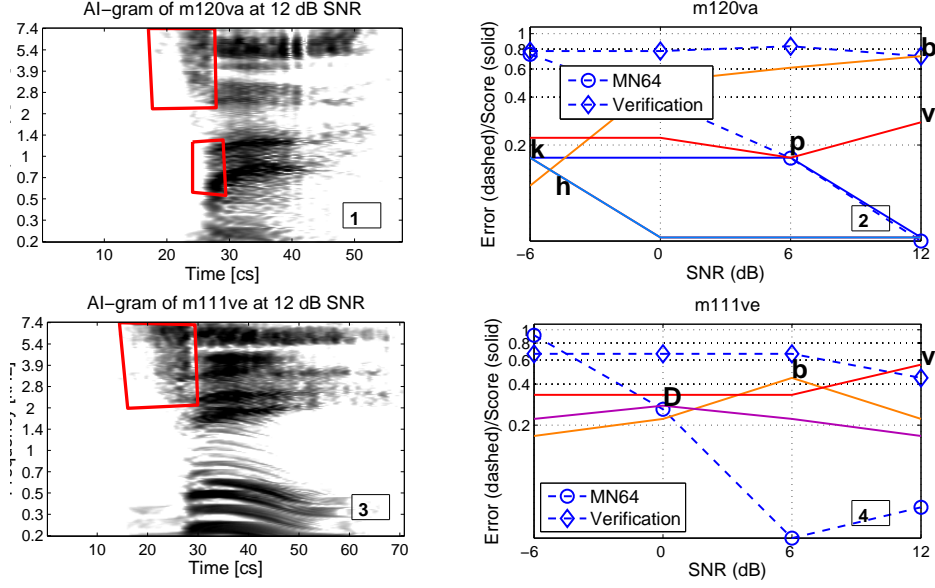 AI-gram of m120va at 12 dB SNR
7.4
5.4
3.9
2.8
2
1.4
1
0.7
0.5
0.3
0.2
10 20 30 40 50
Time [cs]
1
m120va
Error (dashed)/Score (solid)
1
0.8
0.6
0.4
0.2
-6 0 6 12
SNR (dB)
MN64
Verification
b
v
k
p
h
2
AI-gram of m111ve at 12 dB SNR
7.4
5.4
3.9
2.8
2
1.4
1
0.7
0.5
0.3
0.2
10 20 30 40 50 60 70
Time [cs]
3
m111ve
Error (dashed)/Score (solid)
1
0.8
0.6
0.4
0.2
-6 0 6 12
SNR (dB)
v
b
D
MN64
Verification
4